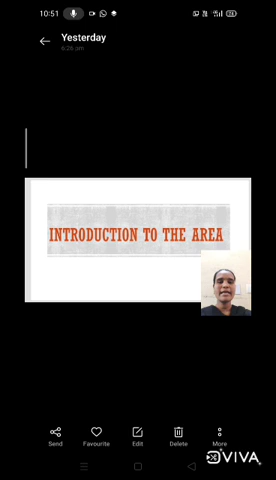 10:51
Yesterday
6:26 pm
INTRODUCTION TO THE AREA
Send
Favourite
Edit
Delete
More
VIVA